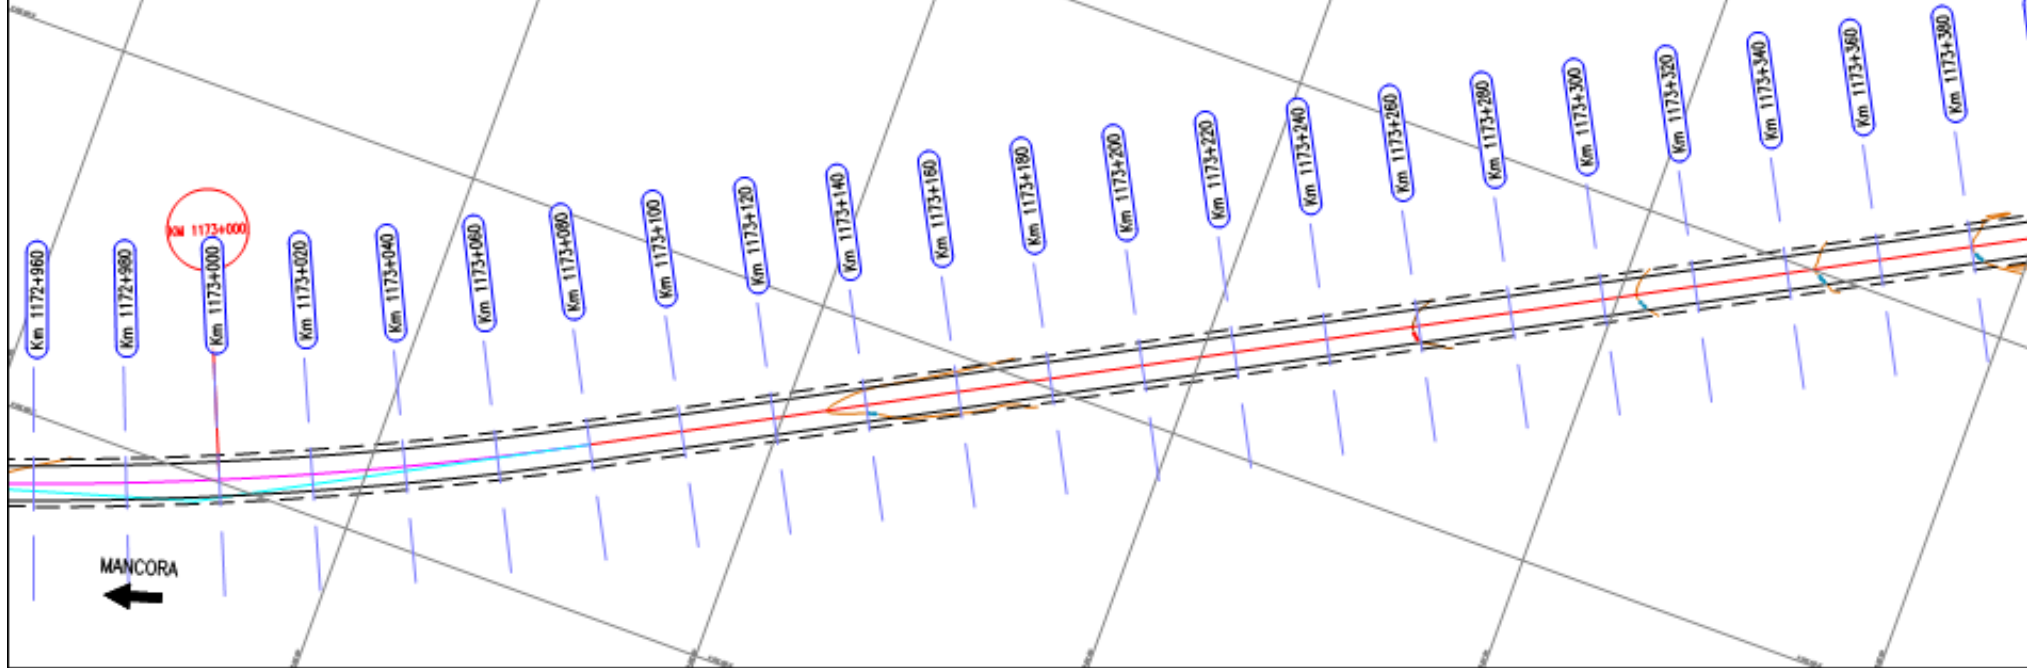 Km 1172+960
Km 1172+980
KM 1173+000
Km 1173+000
Km 1173+020
Km 1173+040
Km 1173+060
Km 1173+080
Km 1173+100
Km 1173+120
Km 1173+140
Km 1173+160
Km 1173+180
Km 1173+200
Km 1173+220
Km 1173+240
Km 1173+260
Km 1173+280
Km 1173+300
Km 1173+320
Km 1173+340
Km 1173+360
Km 1173+380
MANCORA